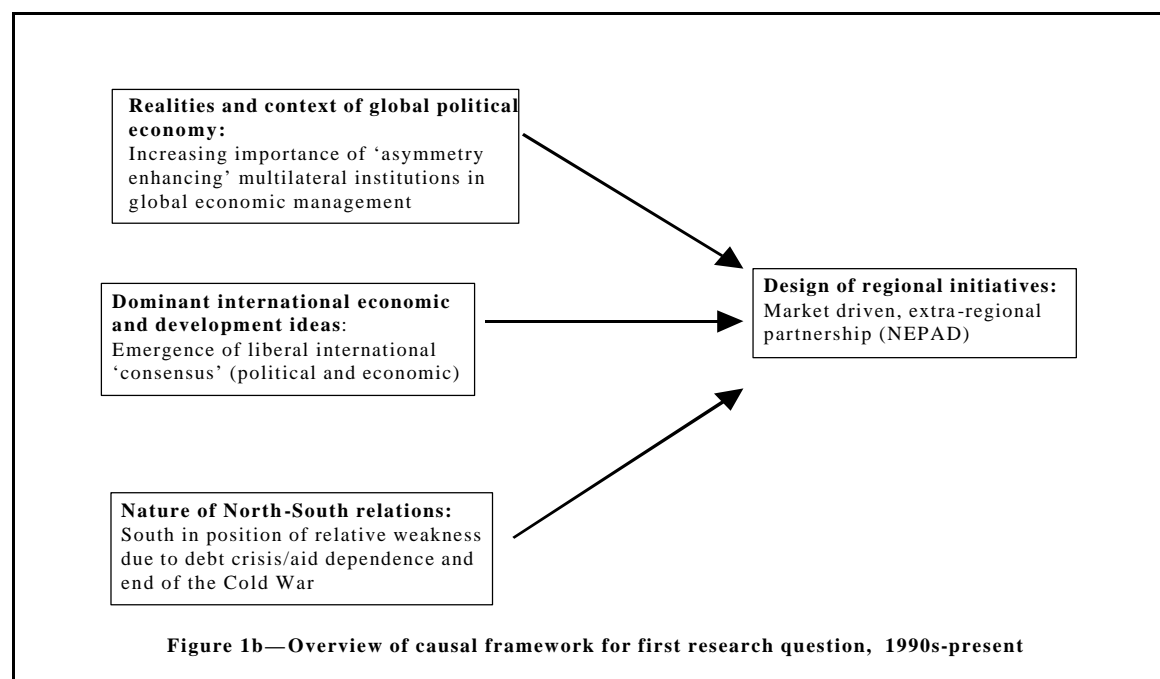 Realities and context of global political
economy:
Increasing importance of ‘asymmetry
enhancing’ multilateral institutions in
global economic management
Dominant international economic
and development ideas:
Emergence of liberal international
‘consensus’ (political and economic)
Nature of North-South relations:
South in position of relative weakness
due to debt crisis/aid dependence and
end of the Cold War
Design of regional initiatives:
Market driven, extra-regional
partnership (NEPAD)
Figure 1b—Overview of causal framework for first research question, 1990s-present